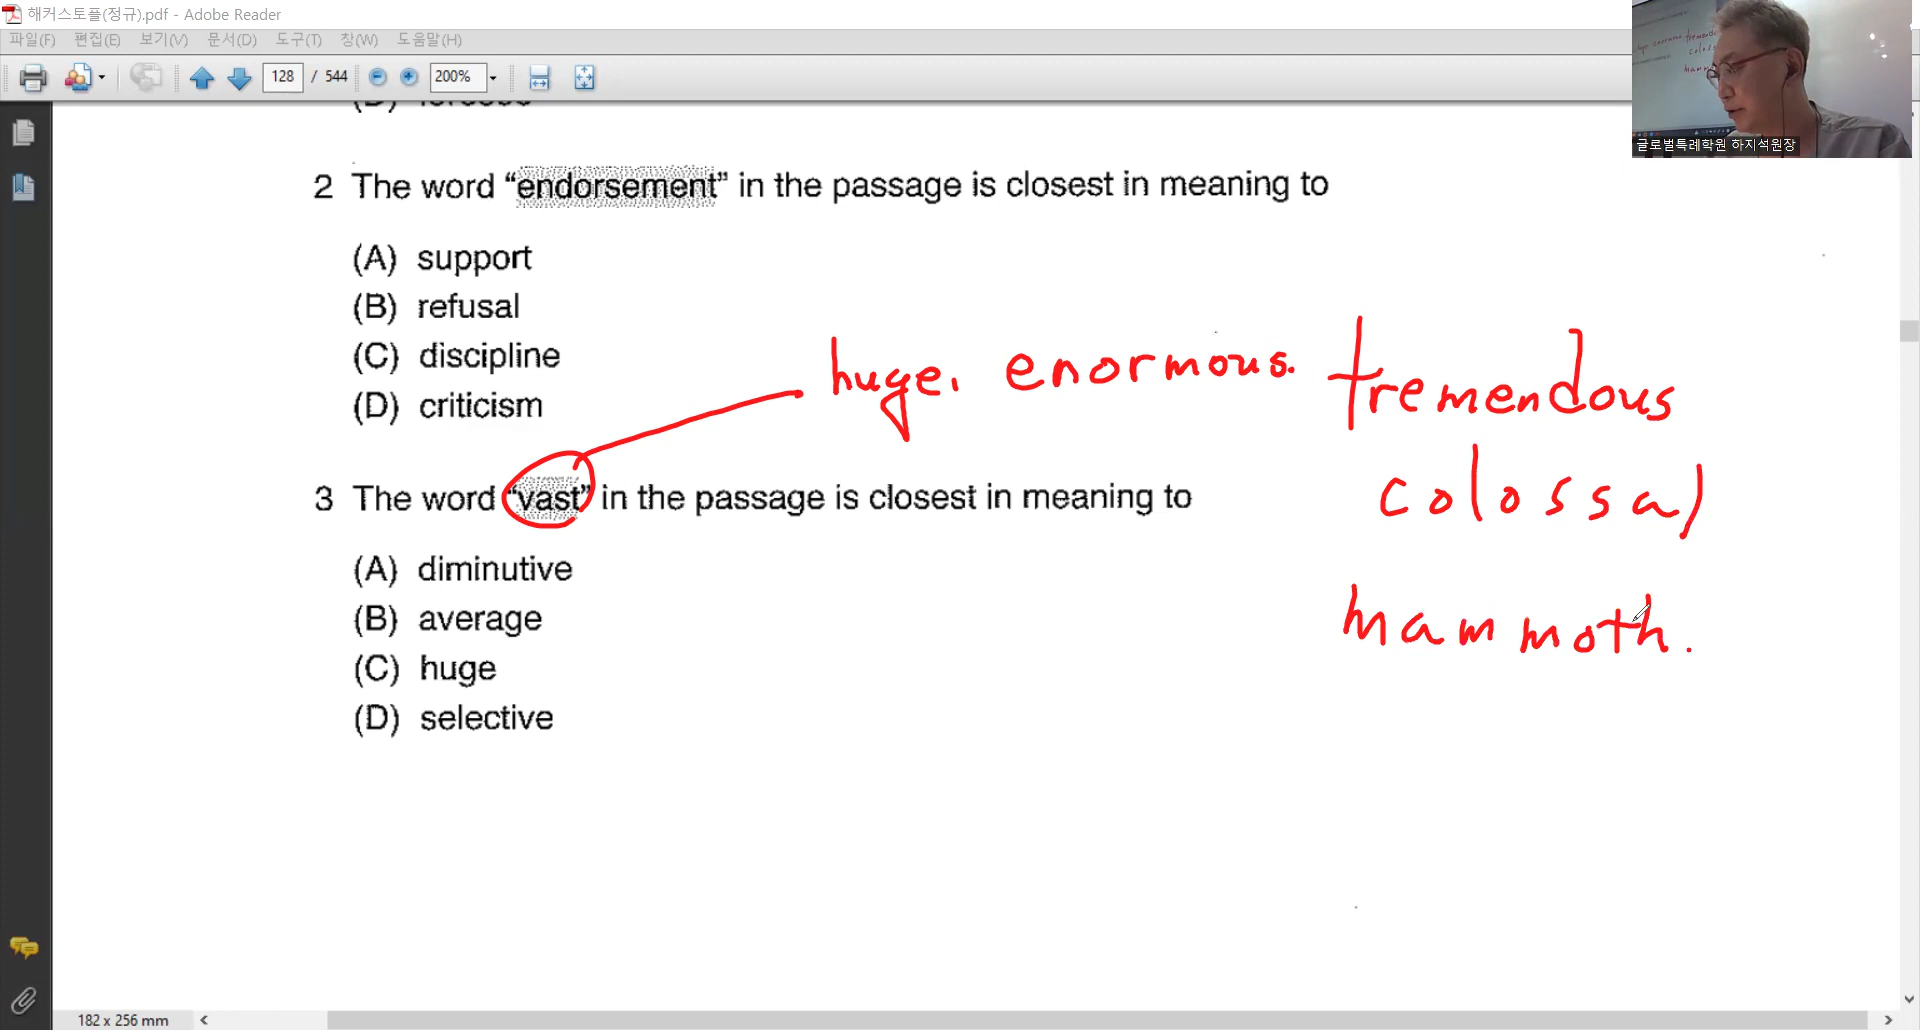 해커스토플(정규).pdf - Adobe Reader
파일(F) 편집(E) 보기(V) 문서(D) 도구(T) 창(W) 도움말(H)
128 / 544 200%
글로벌특례학원 하지석원장
2 The word “endorsement” in the passage is closest in meaning to
(A) support
(B) refusal
(C) discipline
(D) criticism
huge. enormous. tremendous
colossal
mammoth.
3 The word “vast” in the passage is closest in meaning to
(A) diminutive
(B) average
(C) huge
(D) selective
182 x 256 mm